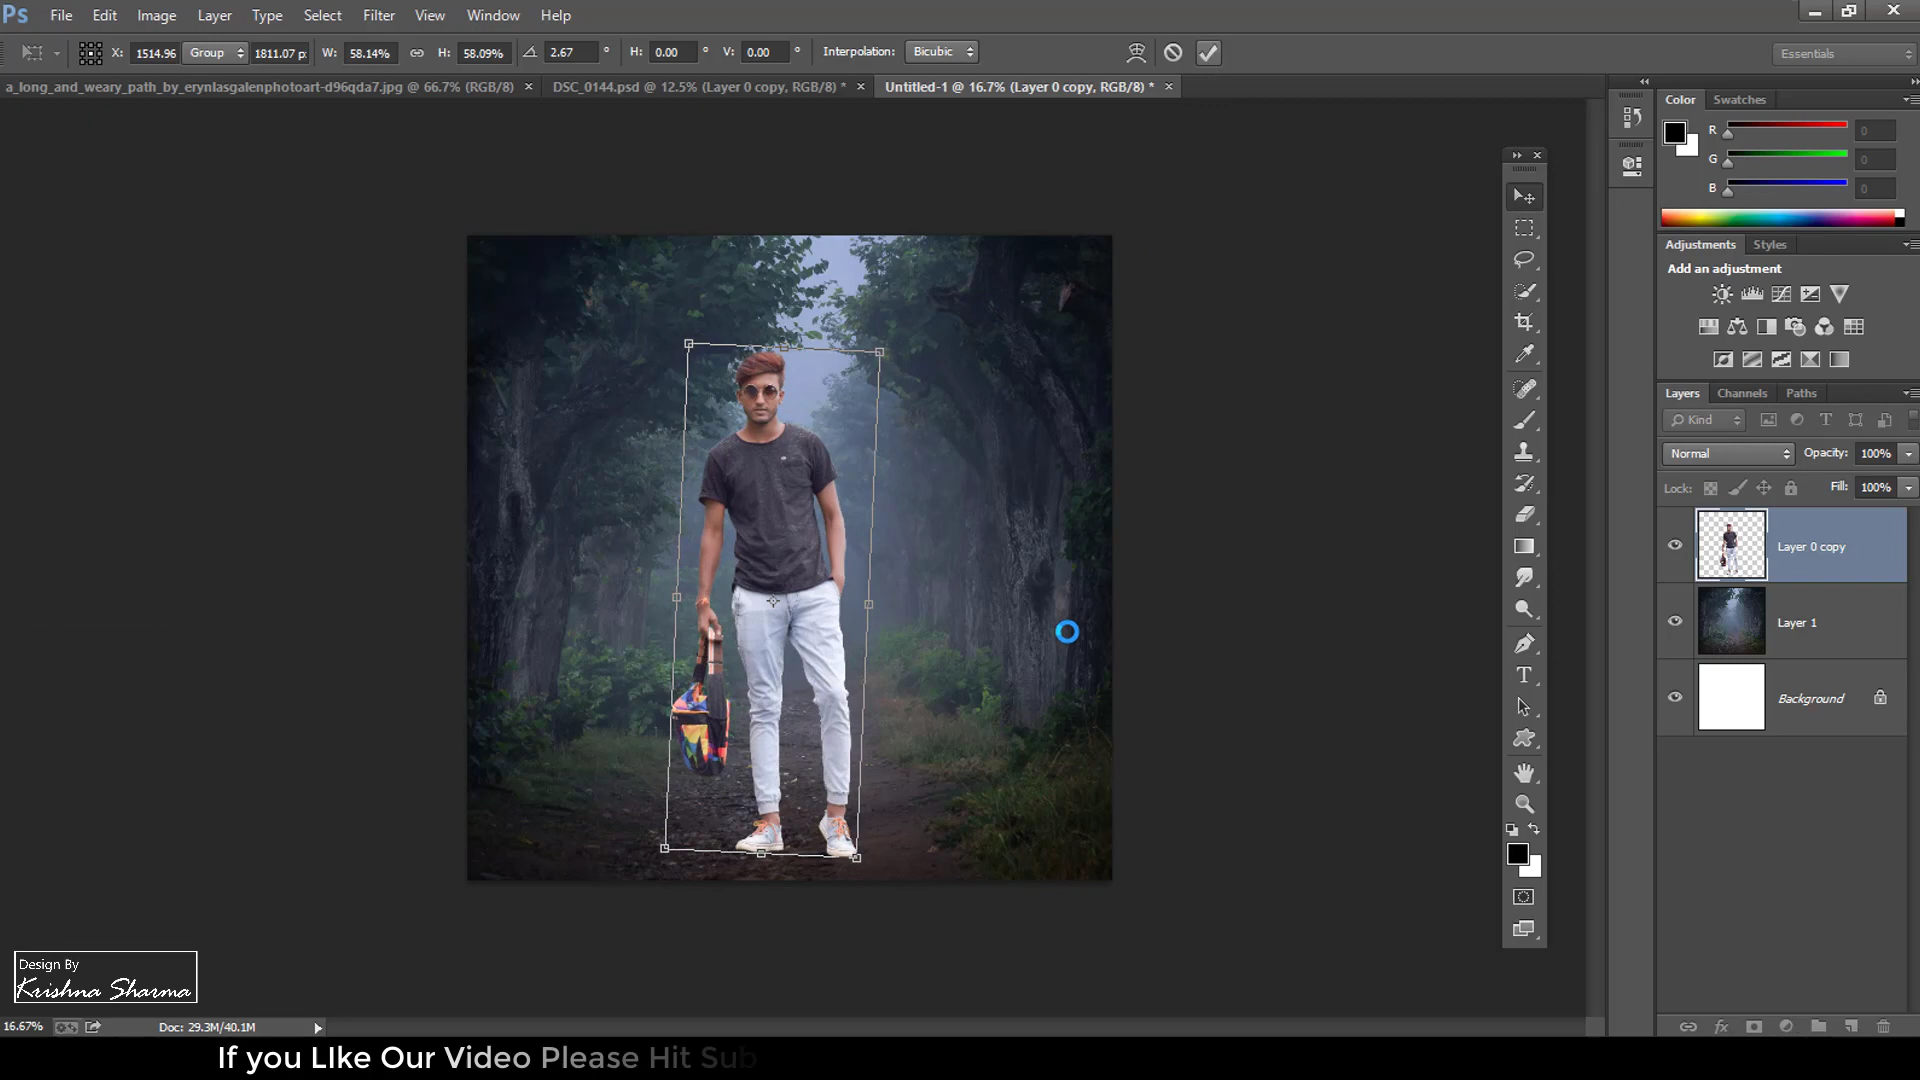 Ps File Edit Image Layer Type Select Filter View Window Help
X: 1514.96 Group 1811.07 p: W: 58.14% H: 58.09% 2.67 ° H: 0.00 ° V: 0.00 ° Interpolation: Bicubic Essentials
a_long_and_weary_path_by_erynlasgalenphotoart-d96qda7.jpg @ 66.7% (RGB/8) × DSC_0144.psd @ 12.5% (Layer 0 copy, RGB/8) * × Untitled-1 @ 16.7% (Layer 0 copy, RGB/8) * ×
Color Swatches
R 0
G 0
B 0
Adjustments Styles
Add an adjustment
Layers Channels Paths
Kind
Normal Opacity: 100%
Lock: Fill: 100%
Layer 0 copy
Layer 1
Background
Design By
Krishna Sharma
16.67% Doc: 29.3M/40.1M
If you LIke Our Video Please Hit Sub